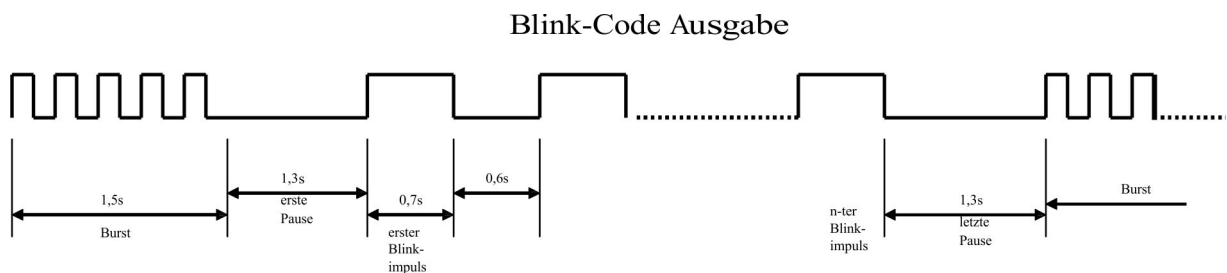 Blink-Code Ausgabe
1,5s
Burst
1,3s
erste
Pause
0,7s
erster
Blink-
impuls
0,6s
n-ter
Blink-
impuls
1,3s
letzte
Pause
Burst